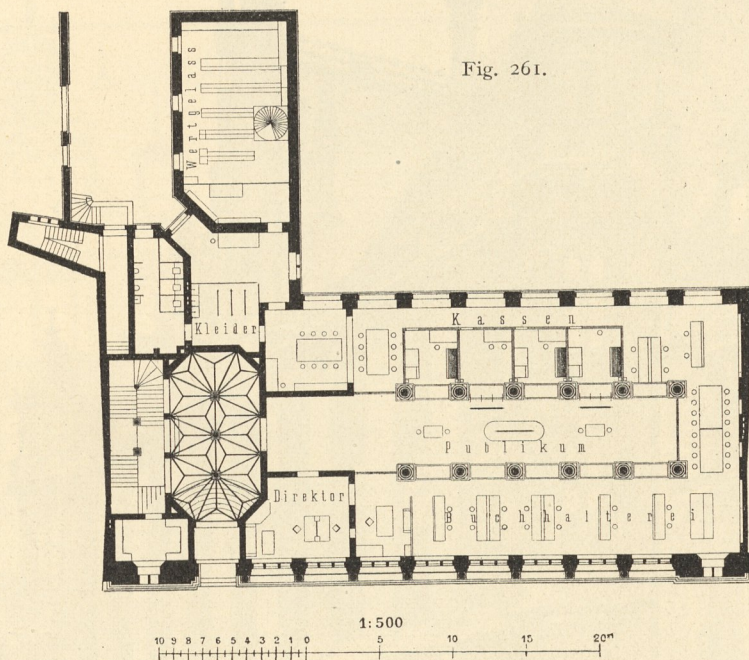 Fig. 261.
Wertgelass
Kleider
Kassen
Publikum
Direktor
Buchhalterei
1:500
10 9 8 7 6 5 4 3 2 1 0 5 10 15 20m